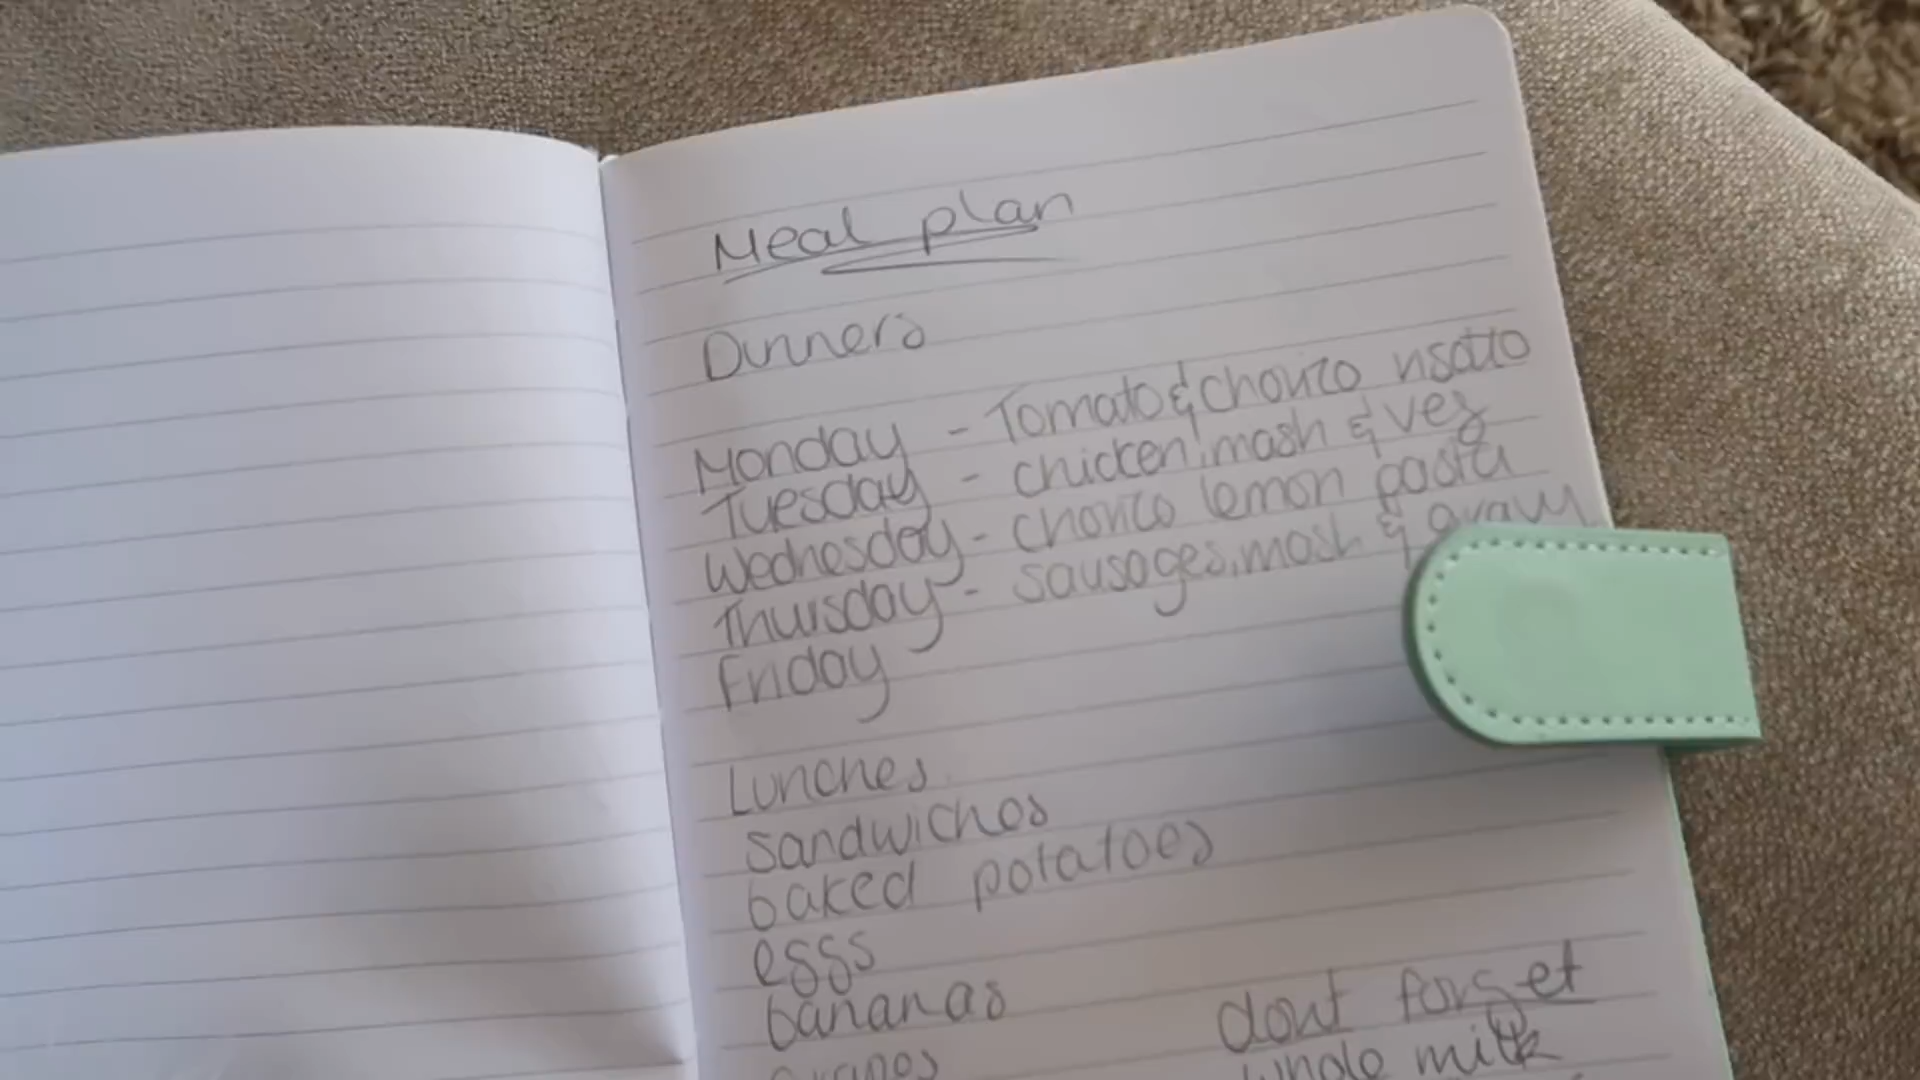 Meal plan
Dinners
Monday - Tomato & chorizo risotto
Tuesday - chicken, mash & veg
Wednesday - chorizo lemon pasta
Thursday - sausages, mash & gravy
Friday
Lunches
sandwiches
baked potatoes
eggs
bananas
dont forget
whole milk